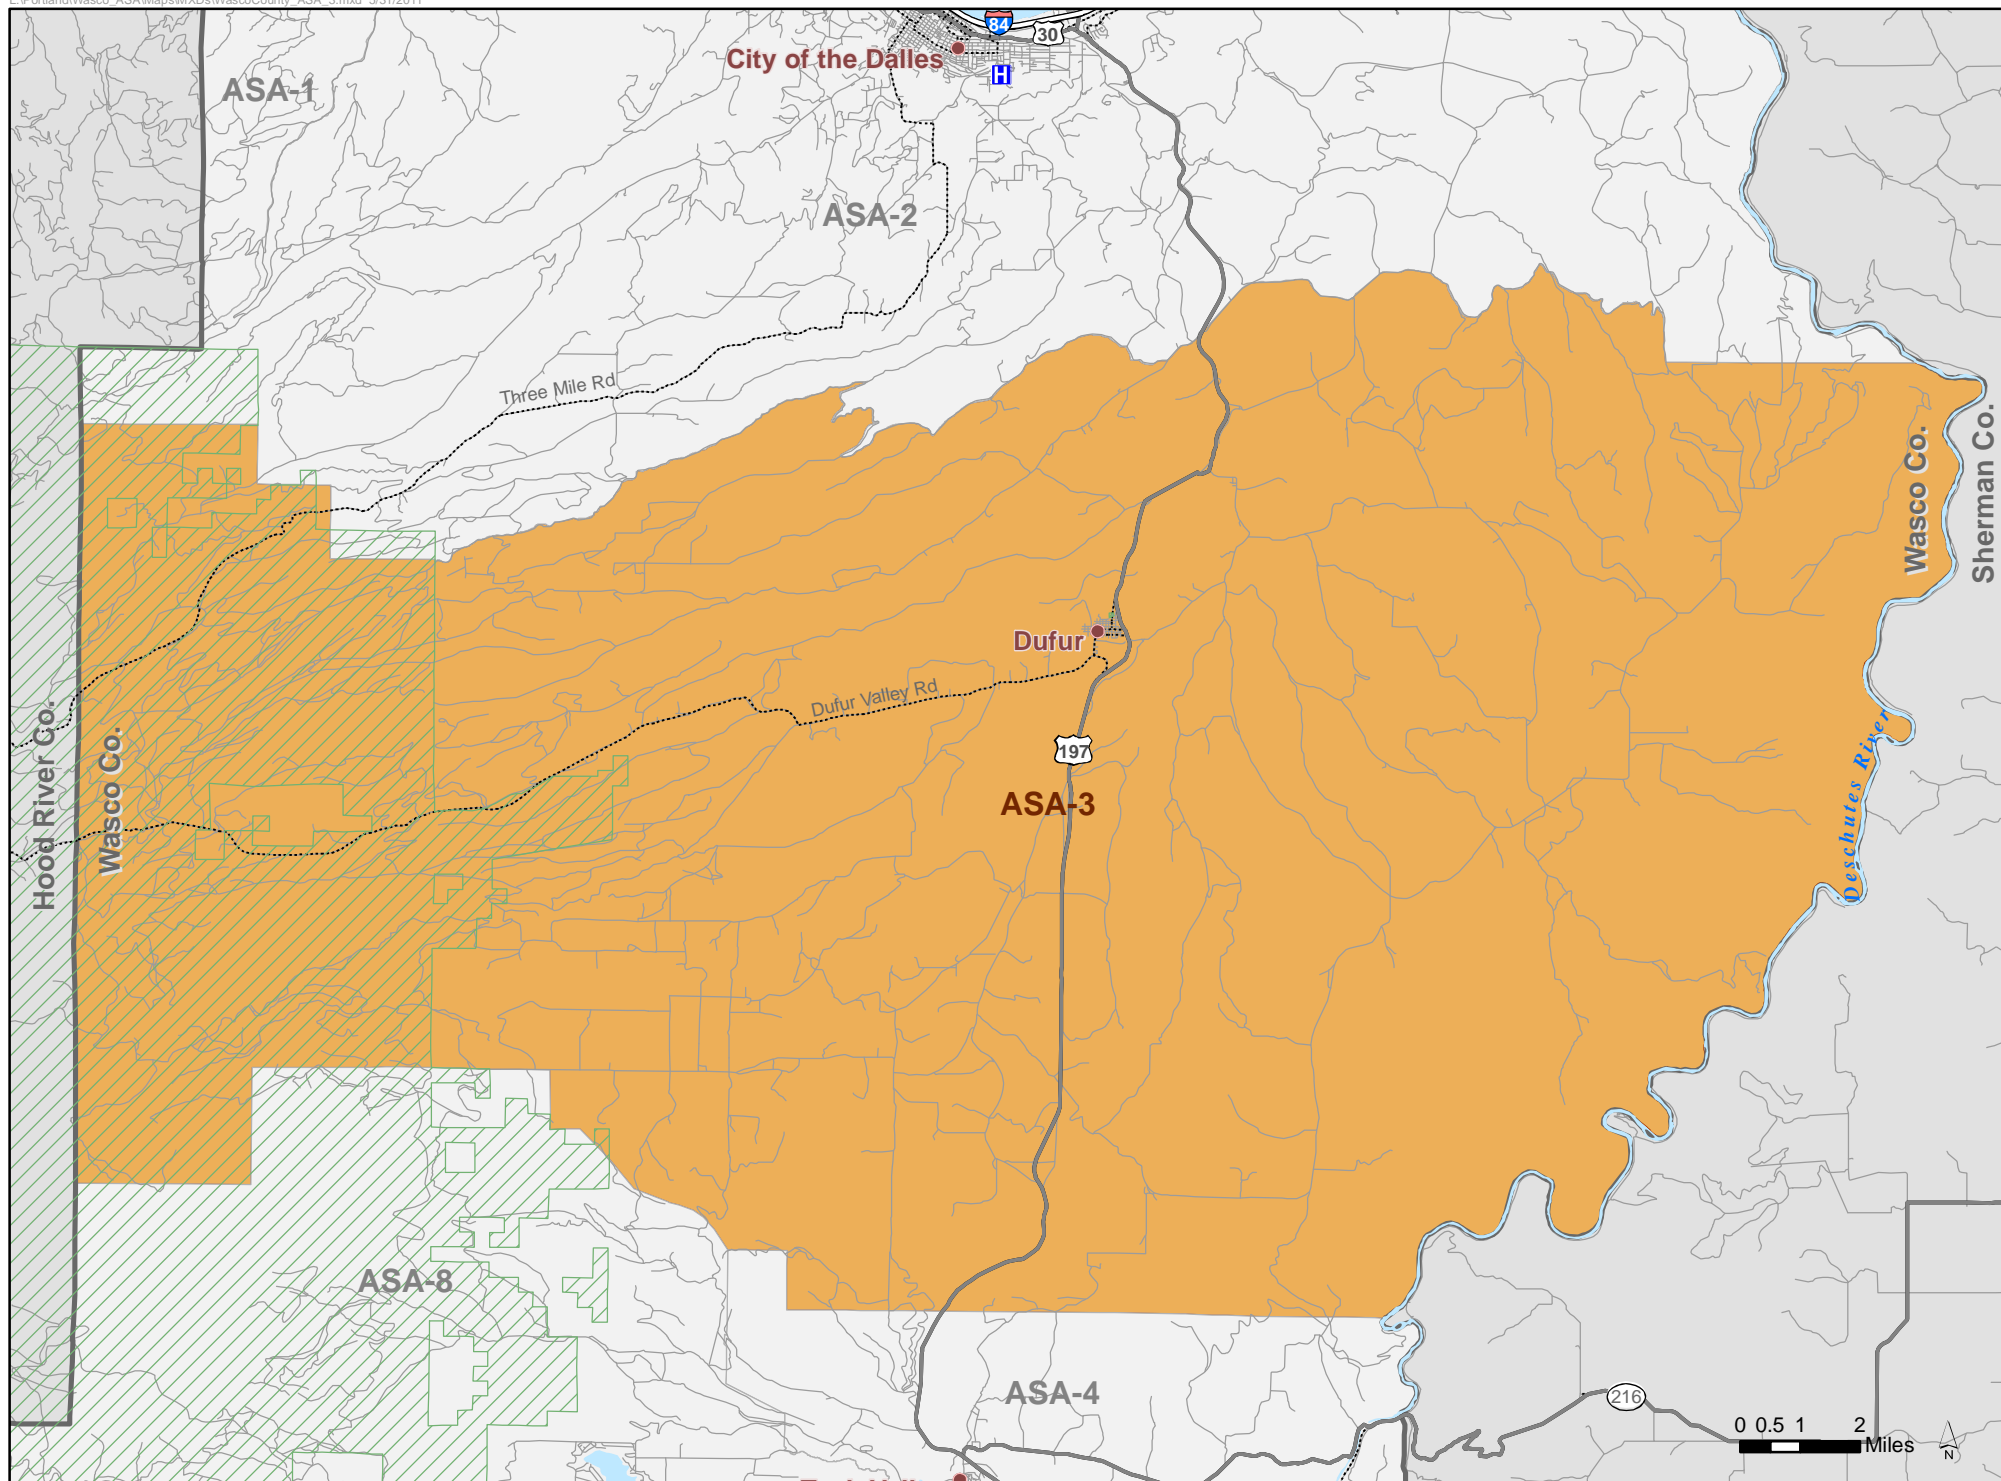 84
30
City of the Dalles
H
ASA-1
ASA-2
Three Mile Rd
Wasco Co.
Sherman Co.
Dufur
Dufur Valley Rd
197
Deschutes River
Hood River Co.
Wasco Co.
ASA-3
ASA-8
ASA-4
216
0 0.5 1 2
Miles
N